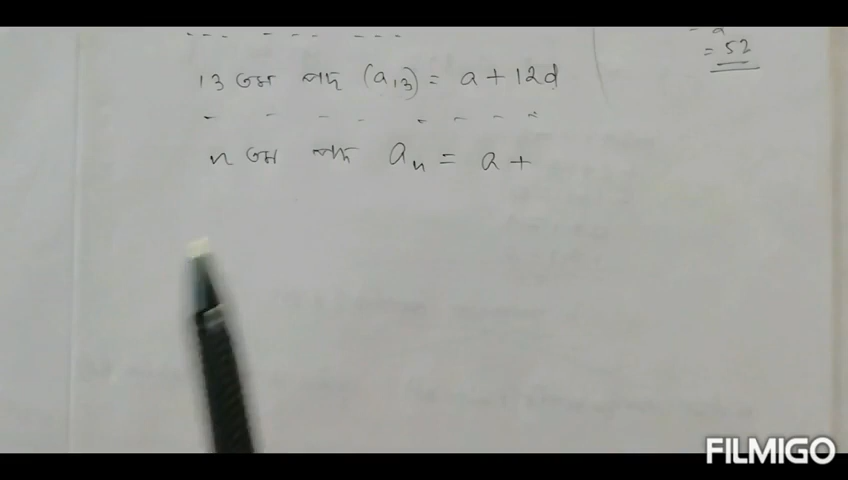 = 52
13 তম পদ (a₁₃) = a + 12d
n তম পদ aₙ = a +
FILMIGO